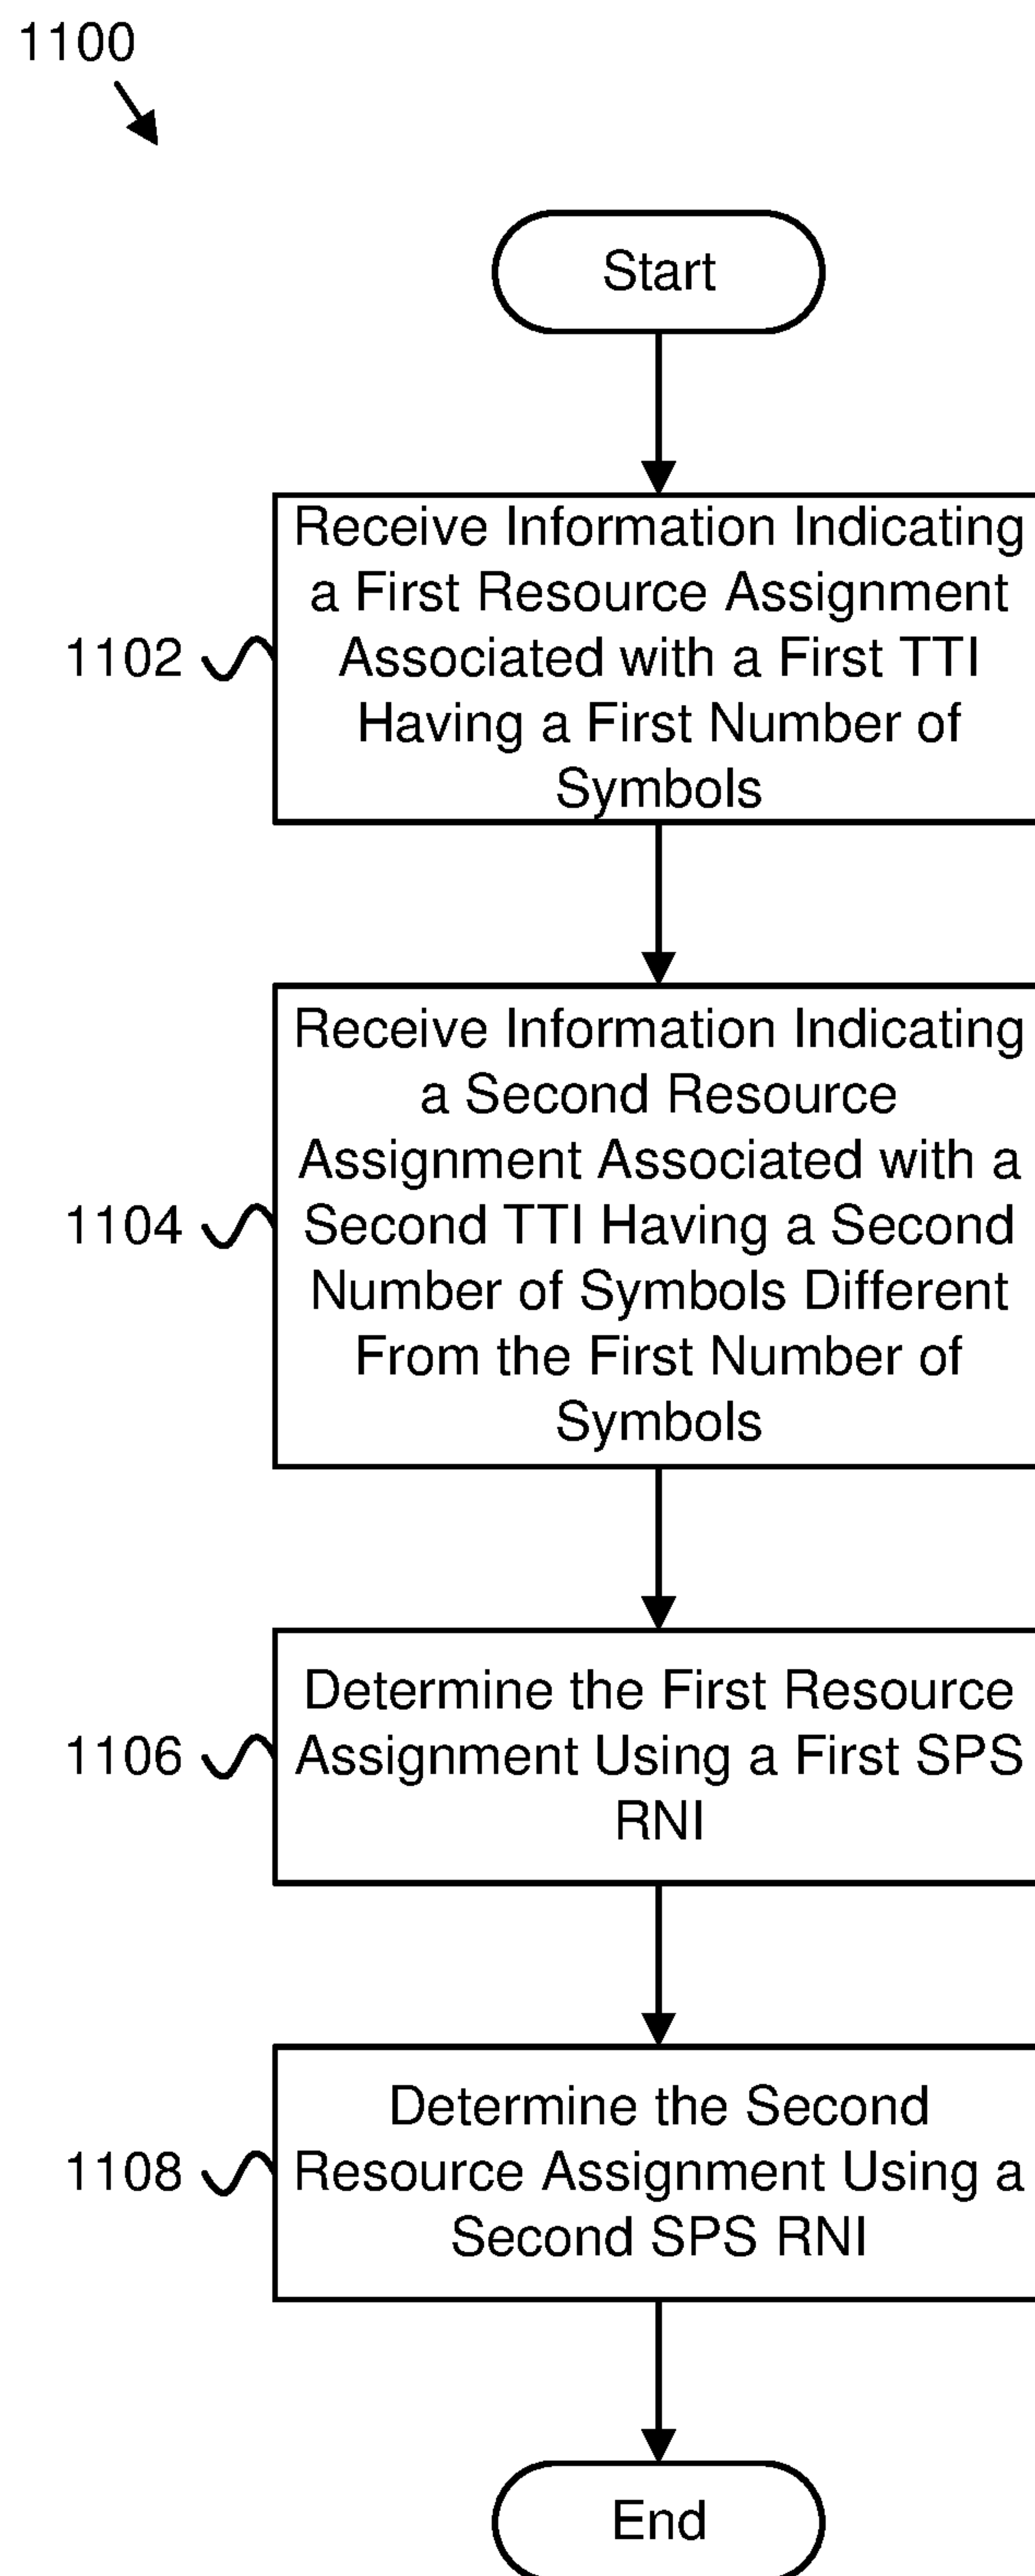 1100
Start
Receive Information Indicating
a First Resource Assignment
Associated with a First TTI
Having a First Number of
Symbols
1102
Receive Information Indicating
a Second Resource
Assignment Associated with a
Second TTI Having a Second
Number of Symbols Different
From the First Number of
Symbols
1104
Determine the First Resource
Assignment Using a First SPS
RNI
1106
Determine the Second
Resource Assignment Using a
Second SPS RNI
1108
End